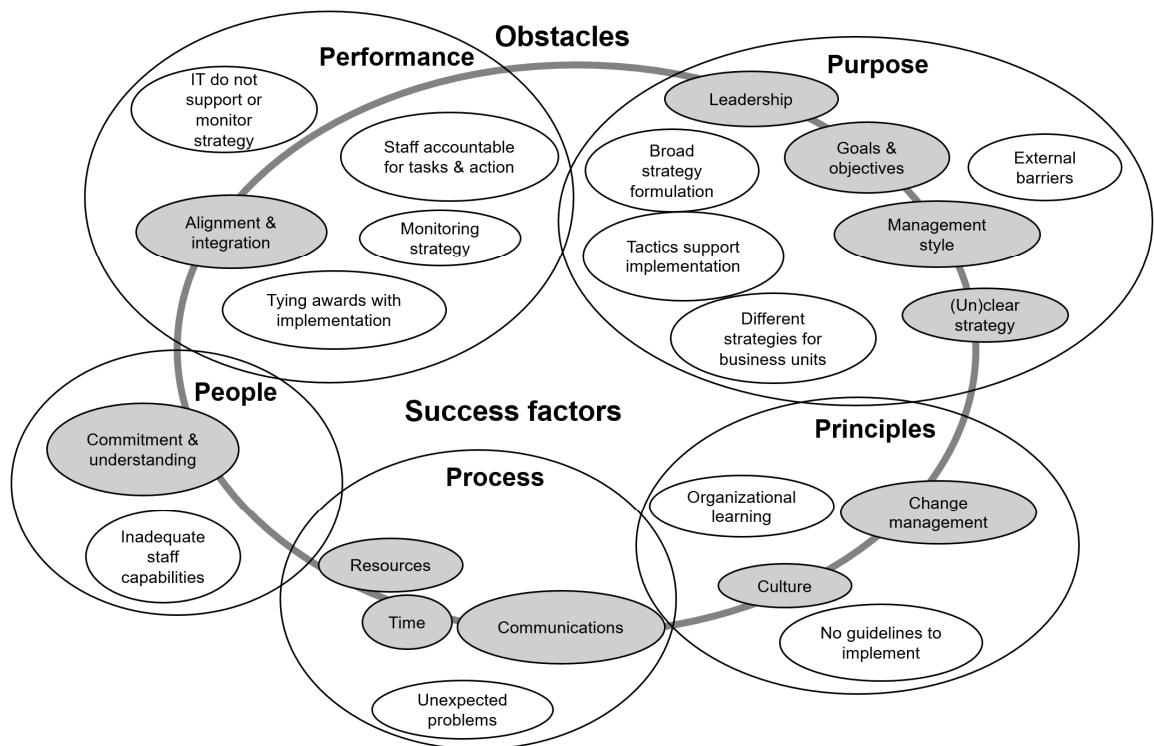 Obstacles
Performance
IT do not
support or
monitor
strategy
Staff accountable
for tasks & action
Alignment &
integration
Monitoring
strategy
Tying awards with
implementation
Purpose
Leadership
Goals &
objectives
External
barriers
Broad
strategy
formulation
Management
style
Tactics support
implementation
(Un)clear
strategy
Different
strategies for
business units
People
Commitment &
understanding
Inadequate
staff
capabilities
Success factors
Process
Resources
Time
Communications
Unexpected
problems
Principles
Organizational
learning
Change
management
Culture
No guidelines to
implement